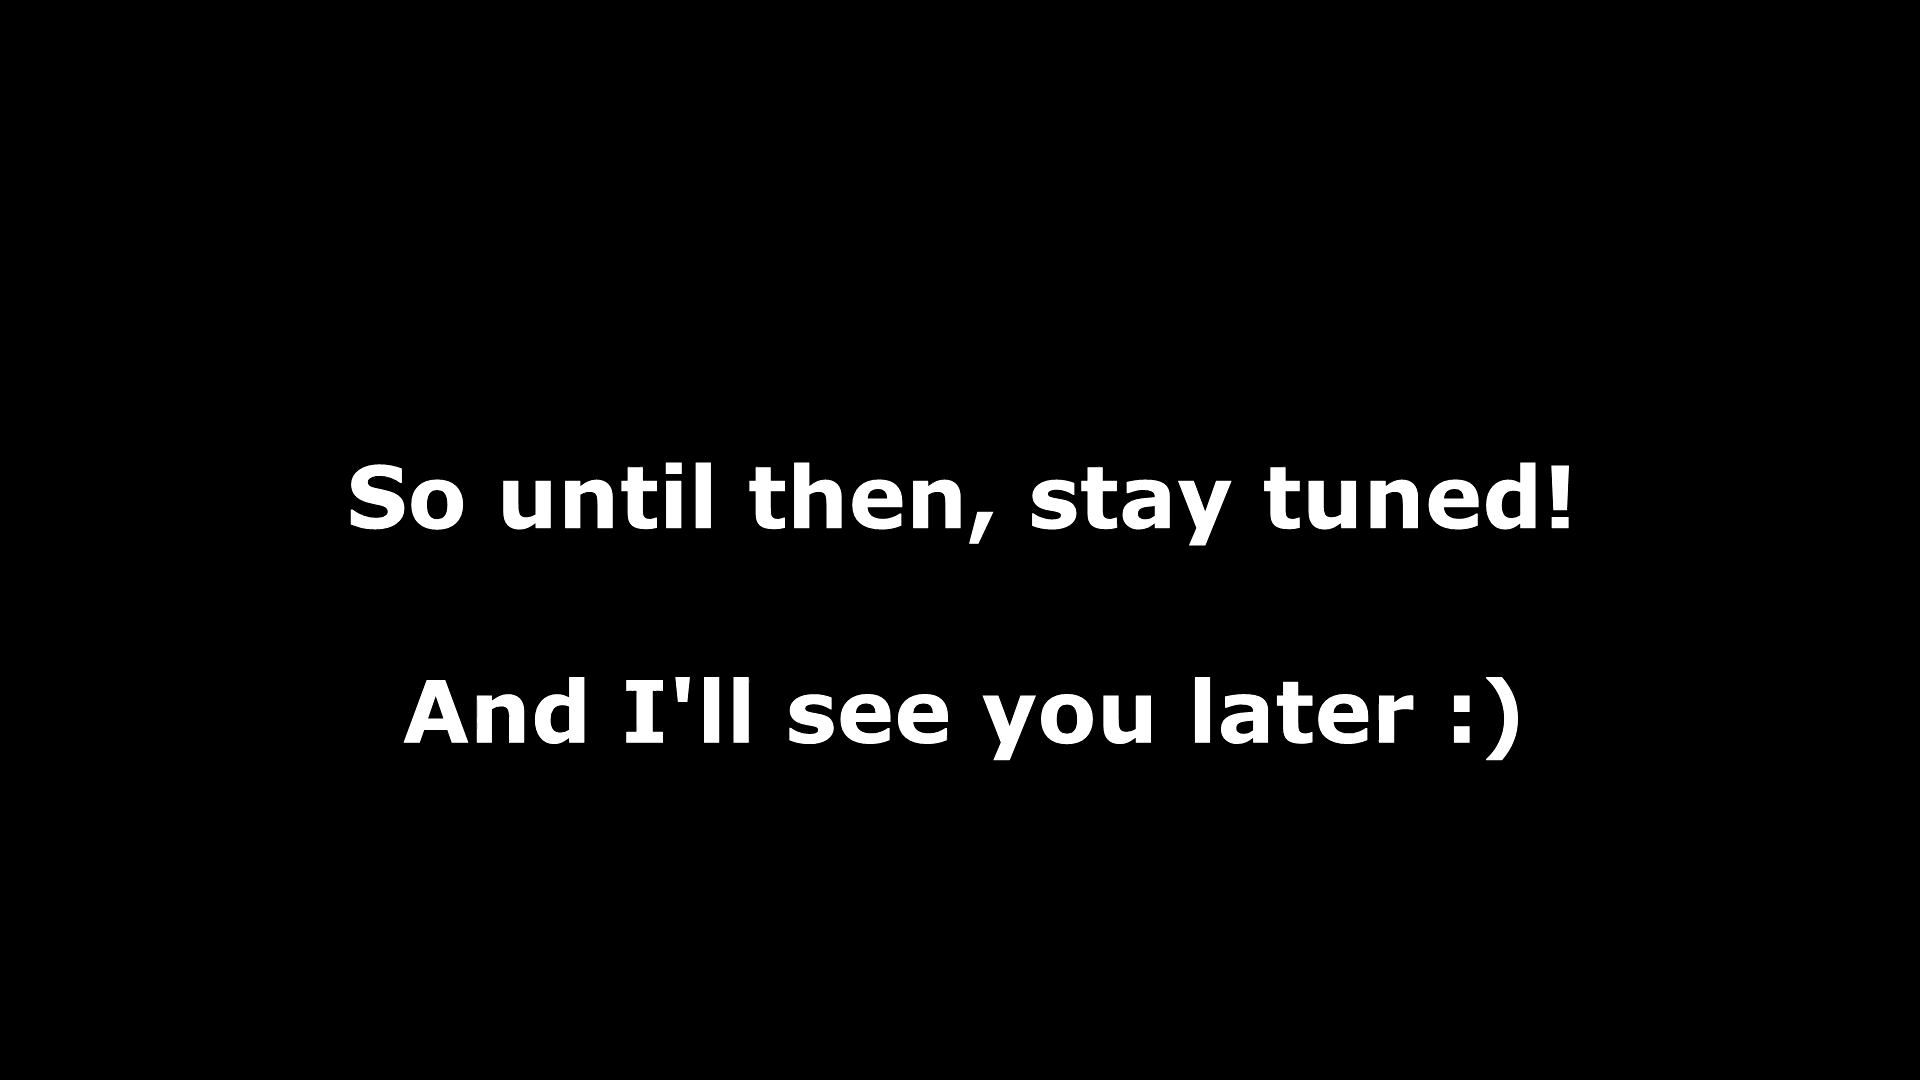 So until then, stay tuned!
And I'll see you later :)